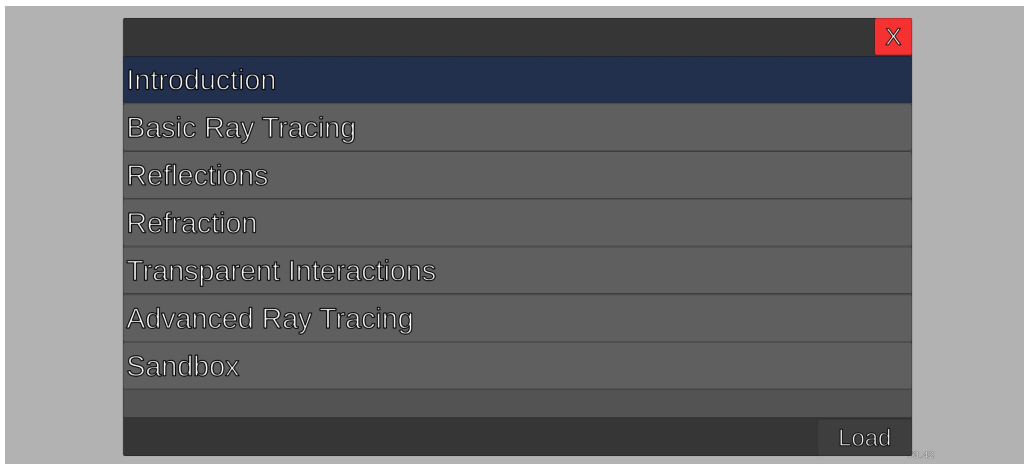 X
Introduction
Basic Ray Tracing
Reflections
Refraction
Transparent Interactions
Advanced Ray Tracing
Sandbox
Load